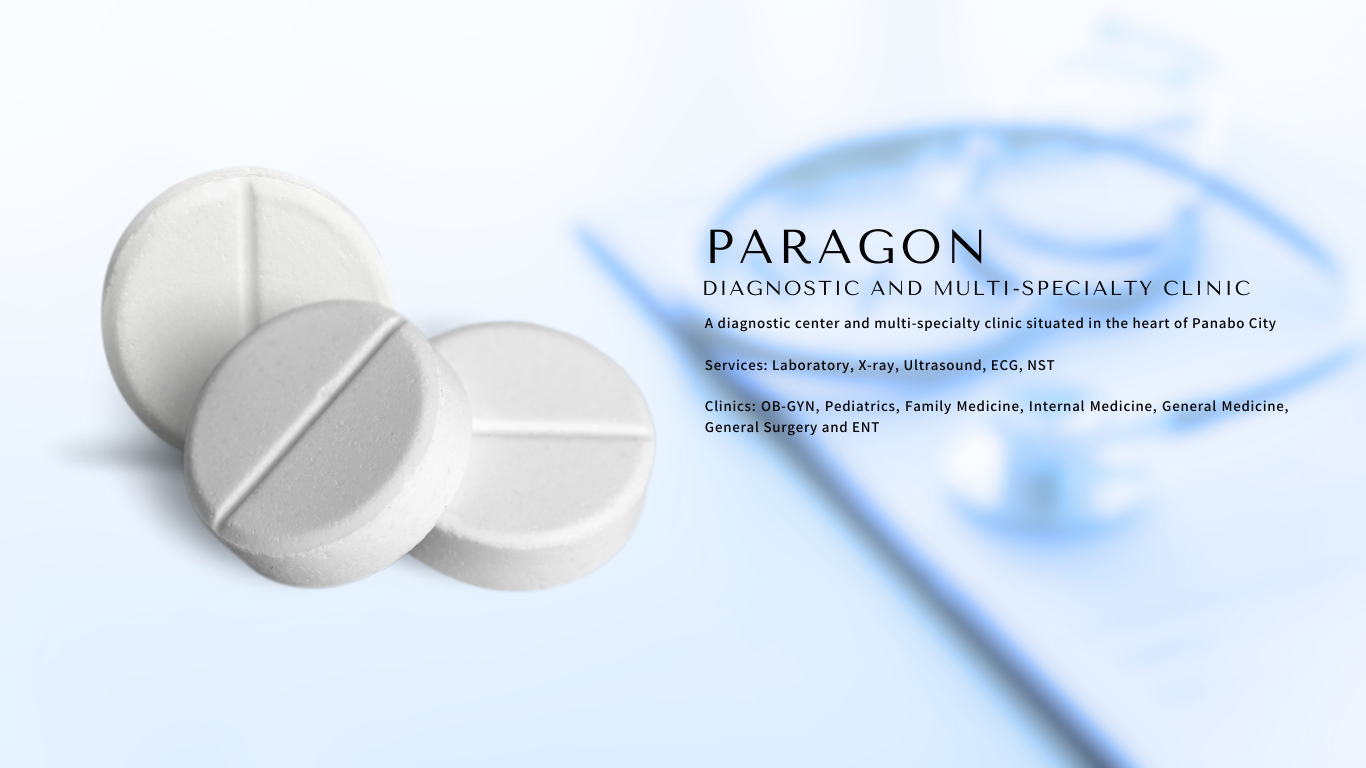 PARAGON
DIAGNOSTIC AND MULTI-SPECIALTY CLINIC
A diagnostic center and multi-specialty clinic situated in the heart of Panabo City
Services: Laboratory, X-ray, Ultrasound, ECG, NST
Clinics: OB-GYN, Pediatrics, Family Medicine, Internal Medicine, General Medicine,
General Surgery and ENT